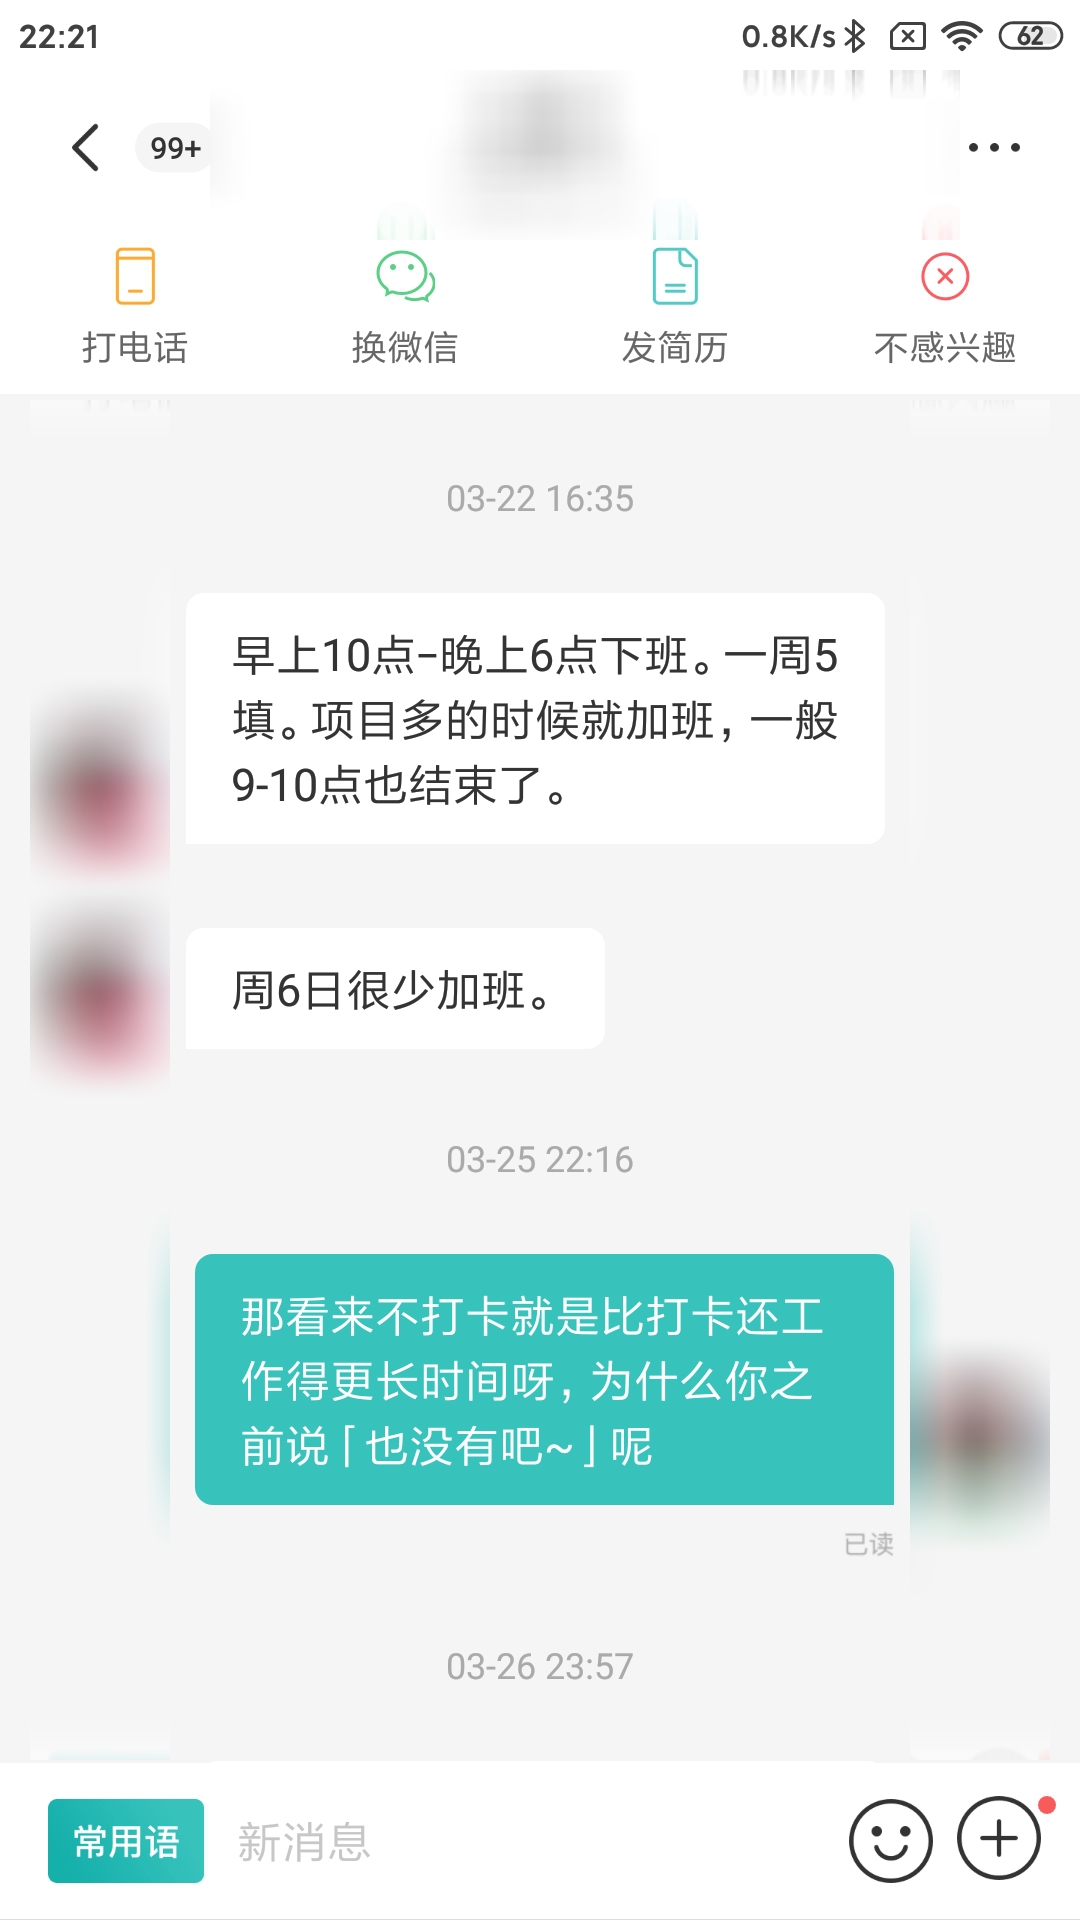 22:21
0.8K/s
62
99+
打电话
换微信
发简历
不感兴趣
03-22 16:35
早上10点-晚上6点下班。一周5
填。项目多的时候就加班，一般
9-10点也结束了。
周6日很少加班。
03-25 22:16
那看来不打卡就是比打卡还工
作得更长时间呀，为什么你之
前说「也没有吧~」呢
已读
03-26 23:57
常用语
新消息